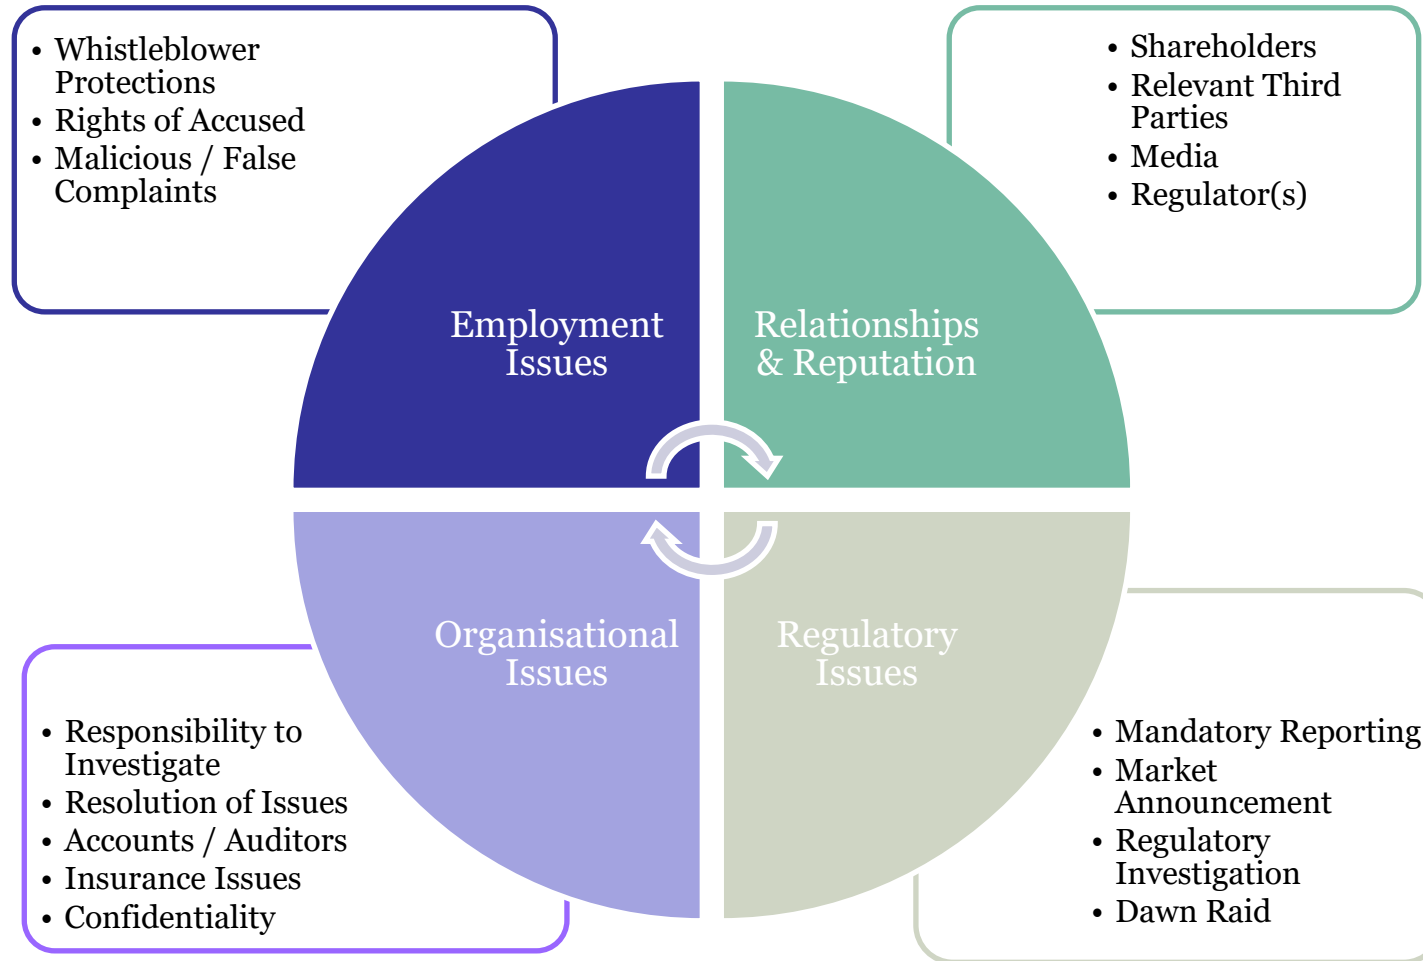 • Whistleblower
Protections
• Rights of Accused
• Malicious / False
Complaints
• Shareholders
• Relevant Third
Parties
• Media
• Regulator(s)
Employment
Issues
Relationships
& Reputation
Organisational
Issues
Regulatory
Issues
• Responsibility to
Investigate
• Resolution of Issues
• Accounts / Auditors
• Insurance Issues
• Confidentiality
• Mandatory Reporting
• Market
Announcement
• Regulatory
Investigation
• Dawn Raid